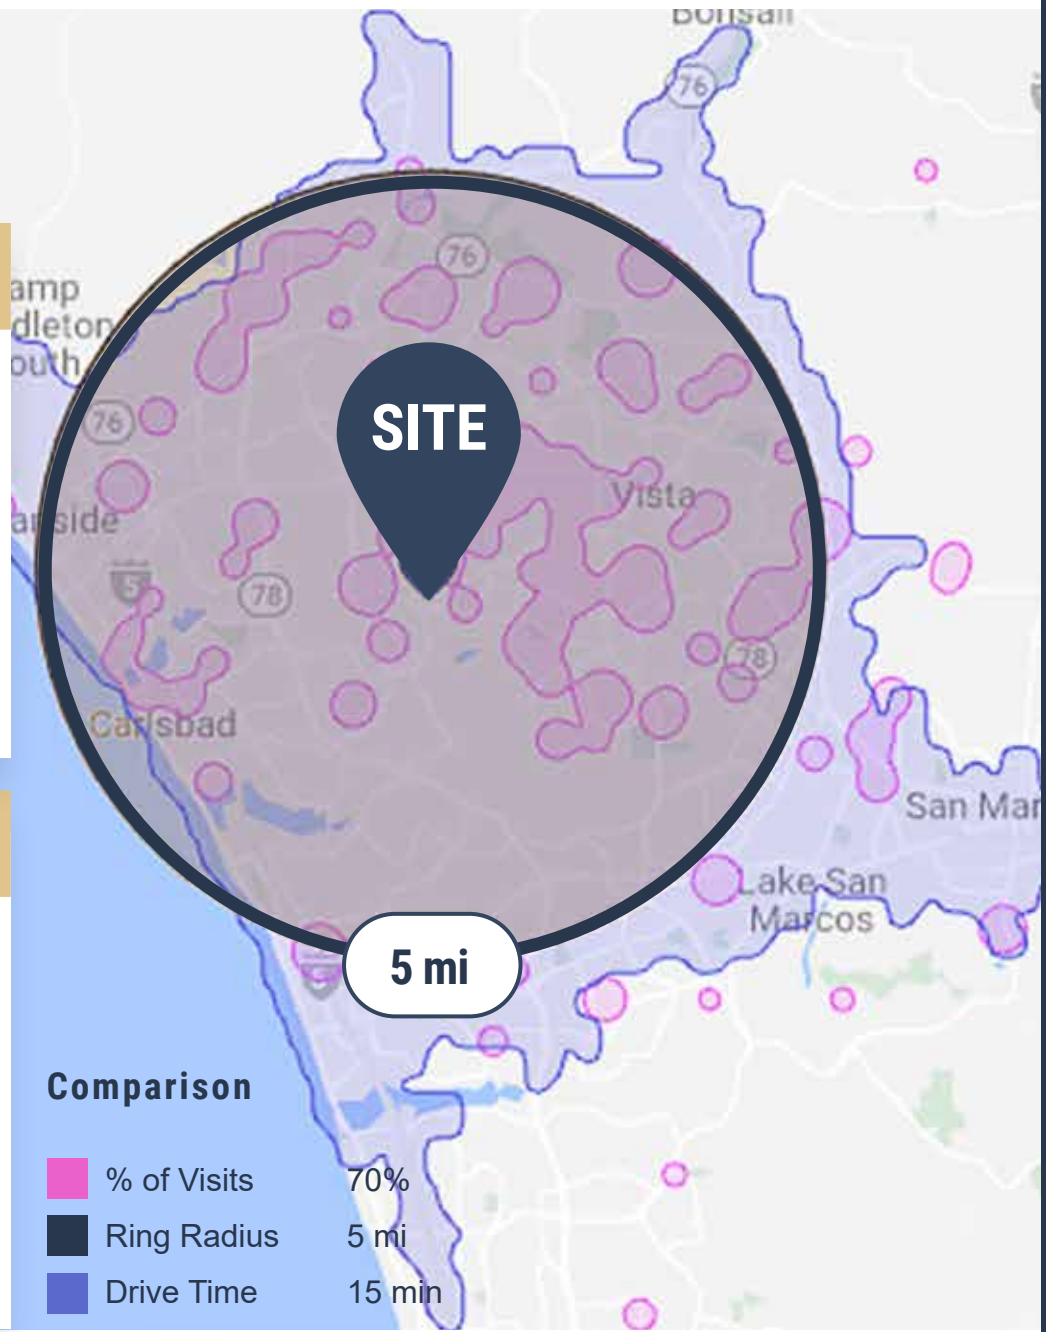 Bonsall
76
76
amp
dleton
outh
76
SITE
Vista
anside
5
78
78
Carlsbad
San Mar
Lake San
Marcos
5 mi
Comparison
% of Visits 70%
Ring Radius 5 mi
Drive Time 15 min